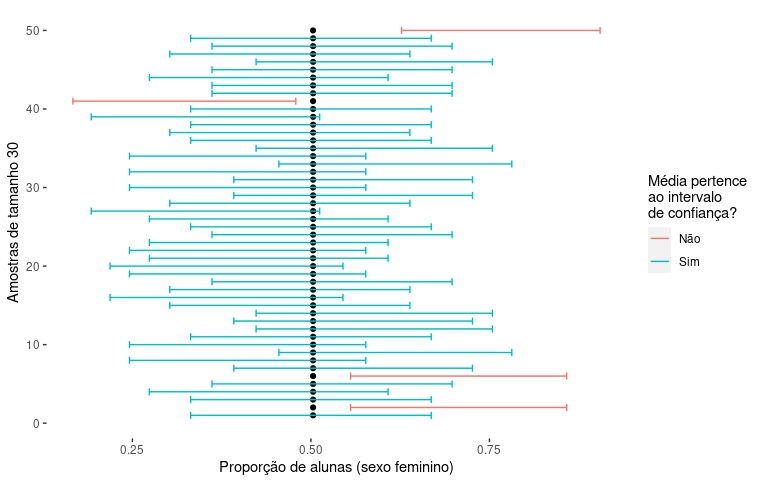 50
40
30
20
10
0
Amostras de tamanho 30
0.25 0.50 0.75
Proporção de alunas (sexo feminino)
Média pertence
ao intervalo
de confiança?
Não
Sim